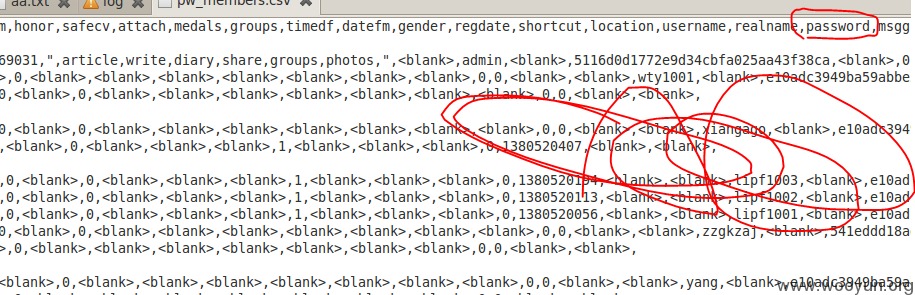 aa.txt log pw_members.csv
m,honor,safecv,attach,medals,groups,timedf,datefm,gender,regdate,shortcut,location,username,realname,password,msgg
69031,",article,write,diary,share,groups,photos,",<blank>,admin,<blank>,5116d0d1772e9d34cbfa025aa43f38ca,<blank>,0
>,0,<blank>,<blank>,<blank>,<blank>,<blank>,<blank>,<blank>,<blank>,0,0,<blank>,<blank>,wty1001,<blank>,e10adc3949ba59abbe
0,<blank>,0,<blank>,<blank>,<blank>,<blank>,<blank>,<blank>,<blank>,0,0,<blank>,<blank>,
0,<blank>,0,<blank>,<blank>,<blank>,<blank>,<blank>,<blank>,<blank>,0,0,<blank>,<blank>,xiangago,<blank>,e10adc394
,<blank>,0,<blank>,<blank>,<blank>,1,<blank>,<blank>,<blank>,0,1380520407,<blank>,<blank>,
,0,<blank>,0,<blank>,<blank>,<blank>,1,<blank>,<blank>,<blank>,0,1380520194,<blank>,<blank>,lipf1003,<blank>,e10ad
,0,<blank>,0,<blank>,<blank>,<blank>,1,<blank>,<blank>,<blank>,0,1380520113,<blank>,<blank>,lipf1002,<blank>,e10ad
,0,<blank>,0,<blank>,<blank>,<blank>,1,<blank>,<blank>,<blank>,0,1380520056,<blank>,<blank>,lipf1001,<blank>,e10ad
0,<blank>,0,<blank>,<blank>,<blank>,<blank>,<blank>,<blank>,<blank>,0,0,<blank>,<blank>,zzgkzaj,<blank>,541eddd18a
>,0,<blank>,<blank>,<blank>,<blank>,<blank>,<blank>,<blank>,0,0,<blank>,<blank>,
<blank>,0,<blank>,<blank>,<blank>,<blank>,<blank>,<blank>,<blank>,0,0,<blank>,<blank>,yang,<blank>,e10adc3949ba59a
www.wooyun.org